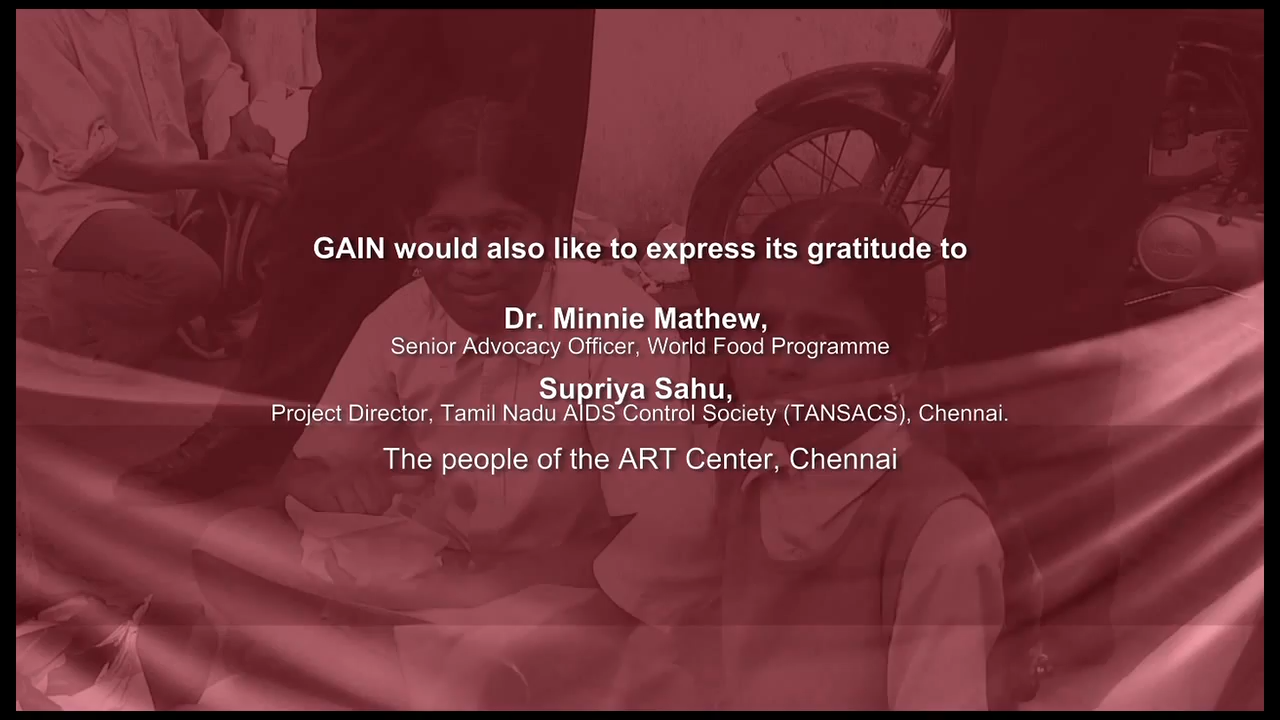 GAIN would also like to express its gratitude to
Dr. Minnie Mathew,
Senior Advocacy Officer, World Food Programme
Supriya Sahu,
Project Director, Tamil Nadu AIDS Control Society (TANSACS), Chennai.
The people of the ART Center, Chennai